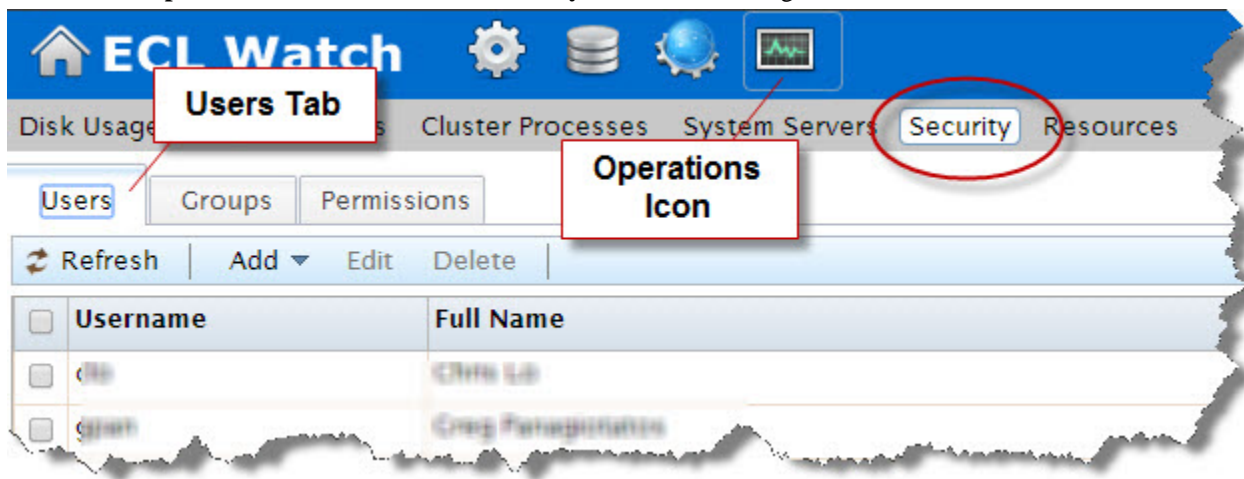 ECL Watch
Users Tab
Disk Usage s Cluster Processes System Servers Security Resources
Operations
Icon
Users Groups Permissions
Refresh Add Edit Delete
Username Full Name